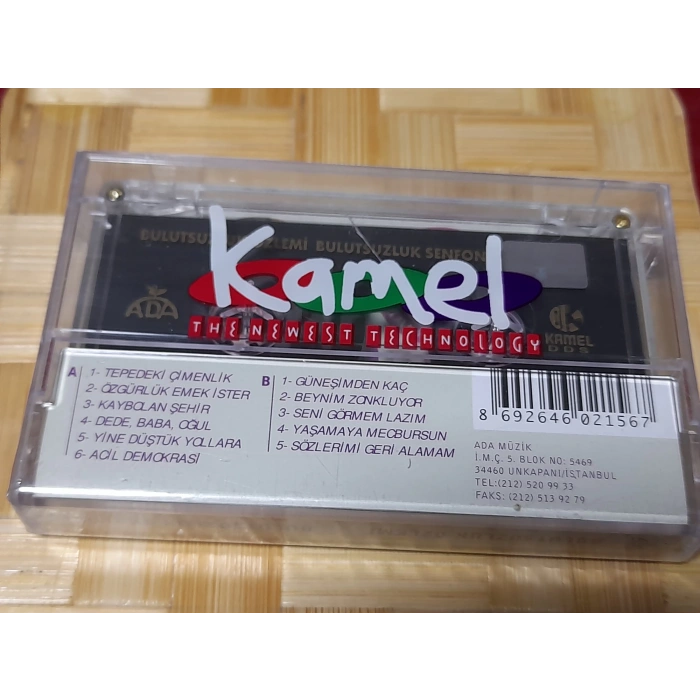 BULUTSUZ ÖZLEMİ BULUTSUZLUK SENFON
Kamel
ADA
KAMEL
DDS
THE NEWEST TECHNOLOGY
A
1- TEPEDEKİ ÇİMENLİK
2- ÖZGÜRLÜK EMEK İSTER
3- KAYBOLAN ŞEHİR
4- DEDE, BABA, OĞUL
5- YİNE DÜŞTÜK YOLLARA
6- ACİL DEMOKRASİ
B
1- GÜNEŞİMDEN KAÇ
2- BEYNİM ZONKLUYOR
3- SENİ GÖRMEM LAZIM
4- YAŞAMAYA MECBURSUN
5- SÖZLERİMİ GERİ ALAMAM
8 692646 021567
ADA MÜZİK
İ.M.Ç. 5. BLOK NO: 5469
34460 UNKAPANI/İSTANBUL
TEL:(212) 520 99 33
FAKS: (212) 513 92 79